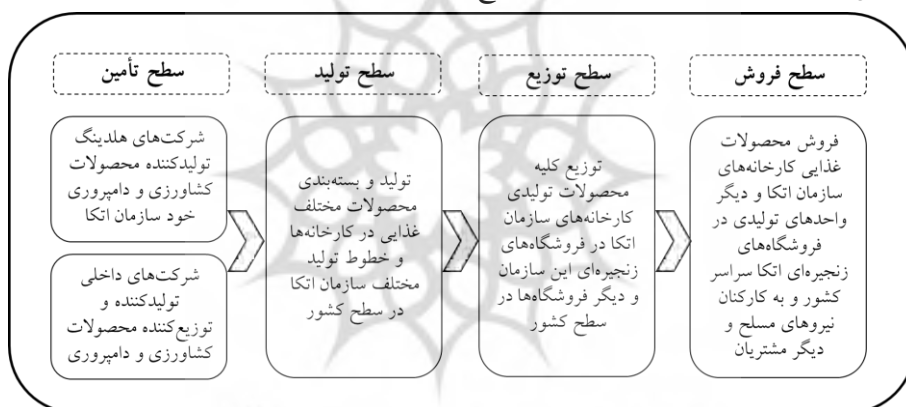 سطح تأمین
شرکت‌های هلدینگ
تولیدکننده محصولات
کشاورزی و دامپروری
خود سازمان اتکا
شرکت‌های داخلی
تولیدکننده و
توزیع‌کننده محصولات
کشاورزی و دامپروری
سطح تولید
تولید و بسته‌بندی
محصولات مختلف
غذایی در کارخانه‌ها
و خطوط تولید
مختلف سازمان اتکا
در سطح کشور
سطح توزیع
توزیع کلیه
محصولات تولیدی
کارخانه‌های سازمان
اتکا در فروشگاه‌های
زنجیره‌ای این سازمان
و دیگر فروشگاه‌ها در
سطح کشور
سطح فروش
فروش محصولات
غذایی کارخانه‌های
سازمان اتکا و دیگر
واحدهای تولیدی در
فروشگاه‌های
زنجیره‌ای اتکا سراسر
کشور و به کارکنان
نیروهای مسلح و
دیگر مشتریان